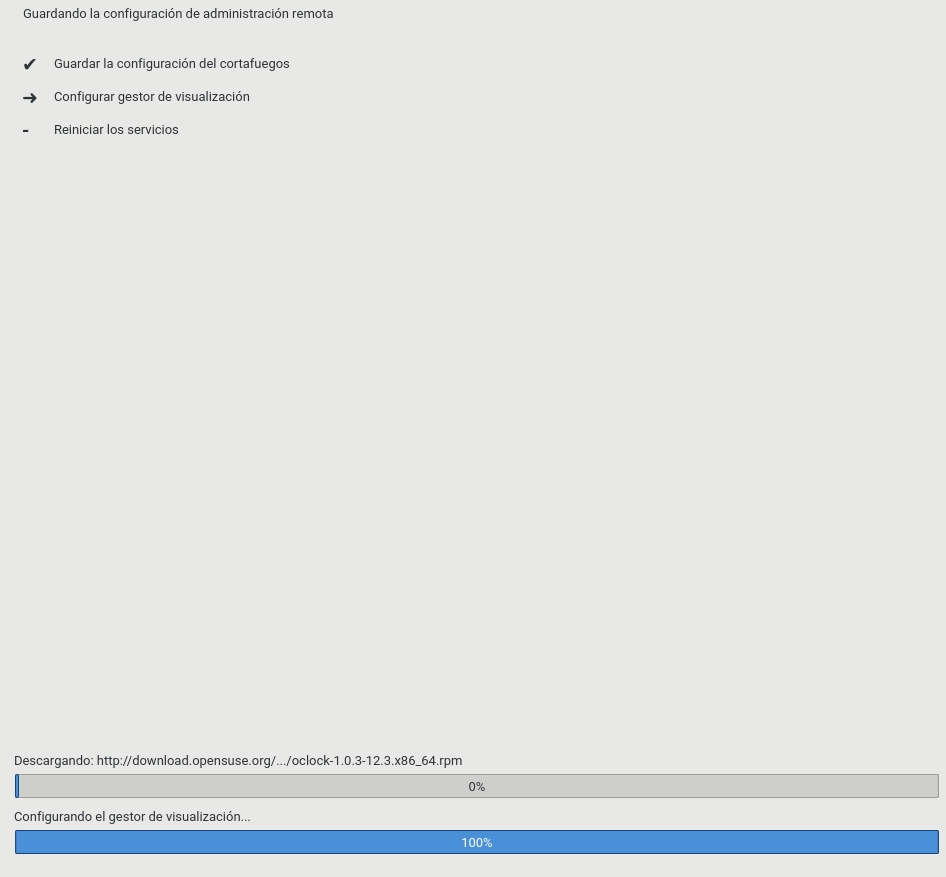 Guardando la configuración de administración remota
✔ Guardar la configuración del cortafuegos
➜ Configurar gestor de visualización
- Reiniciar los servicios
Descargando: http://download.opensuse.org/.../oclock-1.0.3-12.3.x86_64.rpm
0%
Configurando el gestor de visualización...
100%